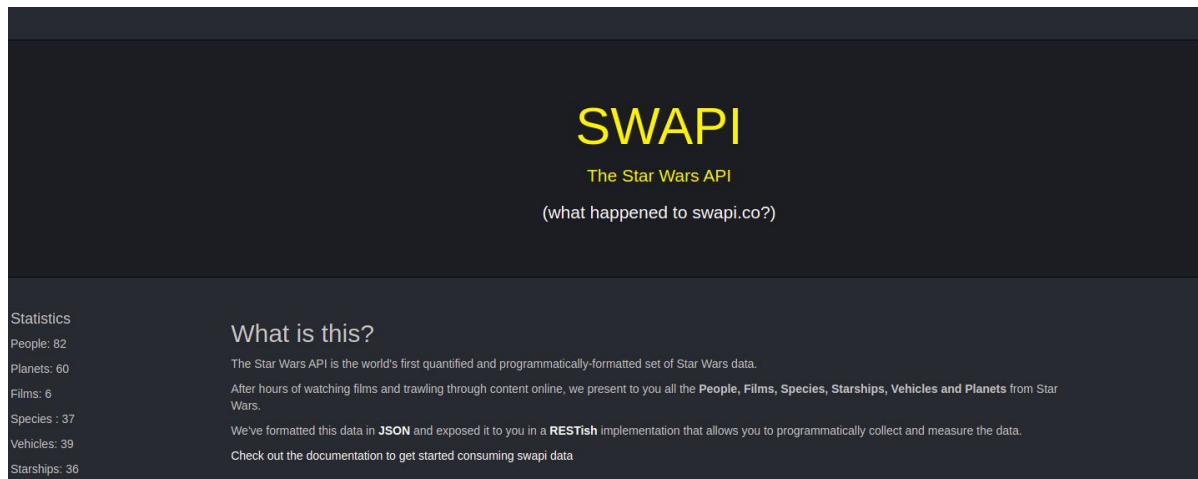 SWAPI
The Star Wars API
(what happened to swapi.co?)
Statistics
People: 82
Planets: 60
Films: 6
Species : 37
Vehicles: 39
Starships: 36
What is this?
The Star Wars API is the world's first quantified and programmatically-formatted set of Star Wars data.
After hours of watching films and trawling through content online, we present to you all the People, Films, Species, Starships, Vehicles and Planets from Star
Wars.
We've formatted this data in JSON and exposed it to you in a RESTish implementation that allows you to programmatically collect and measure the data.
Check out the documentation to get started consuming swapi data